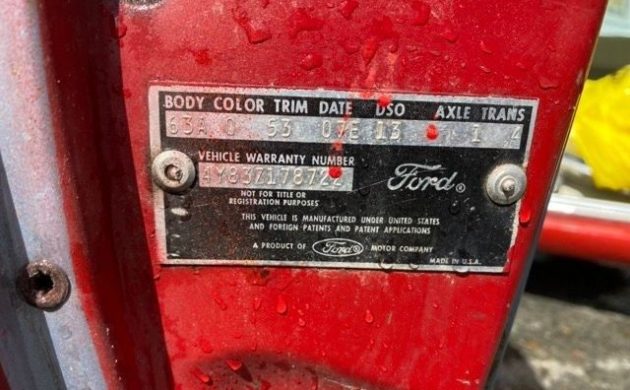 BODY COLOR TRIM DATE DSO AXLE TRANS
63A 53 07E 13 1 4
VEHICLE WARRANTY NUMBER
4Y83Z178722
Ford®
NOT FOR TITLE OR
REGISTRATION PURPOSES
THIS VEHICLE IS MANUFACTURED UNDER UNITED STATES
AND FOREIGN PATENTS AND PATENT APPLICATIONS
A PRODUCT OF Ford MOTOR COMPANY
MADE IN U.S.A.